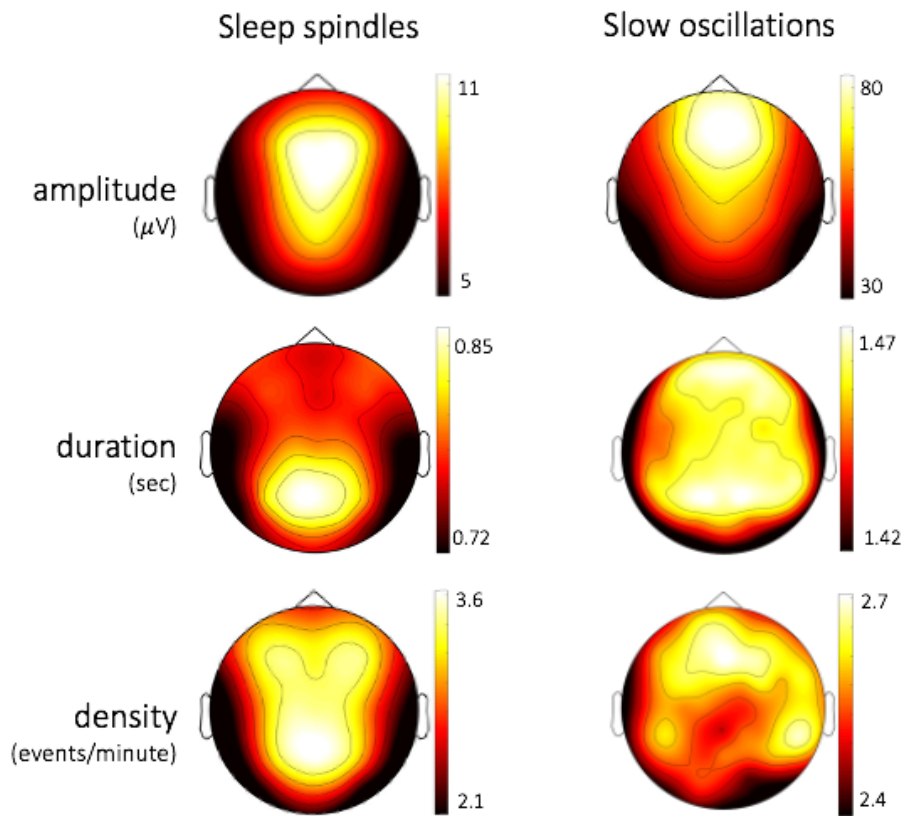 Sleep spindles
Slow oscillations
amplitude
(μV)
11
5
80
30
duration
(sec)
0.85
0.72
1.47
1.42
density
(events/minute)
3.6
2.1
2.7
2.4